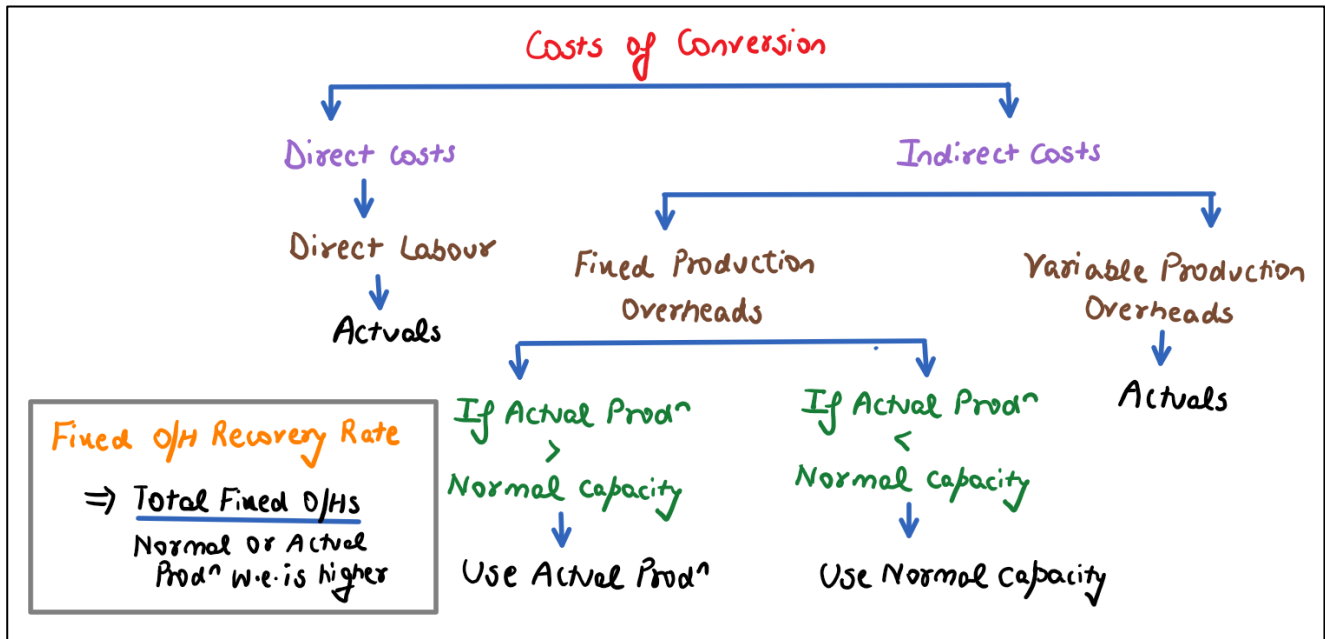 Costs of Conversion
Direct Costs
Indirect Costs
Direct Labour
Actuals
Fixed Production
Overheads
Variable Production
Overheads
Actuals
If Actual Prodⁿ
>
Normal Capacity
Use Actual Prodⁿ
If Actual Prodⁿ
<
Normal Capacity
Use Normal Capacity
Fixed O/H Recovery Rate
⇒ Total Fixed O/Hs
Normal or Actual
Prodⁿ w.e. is higher